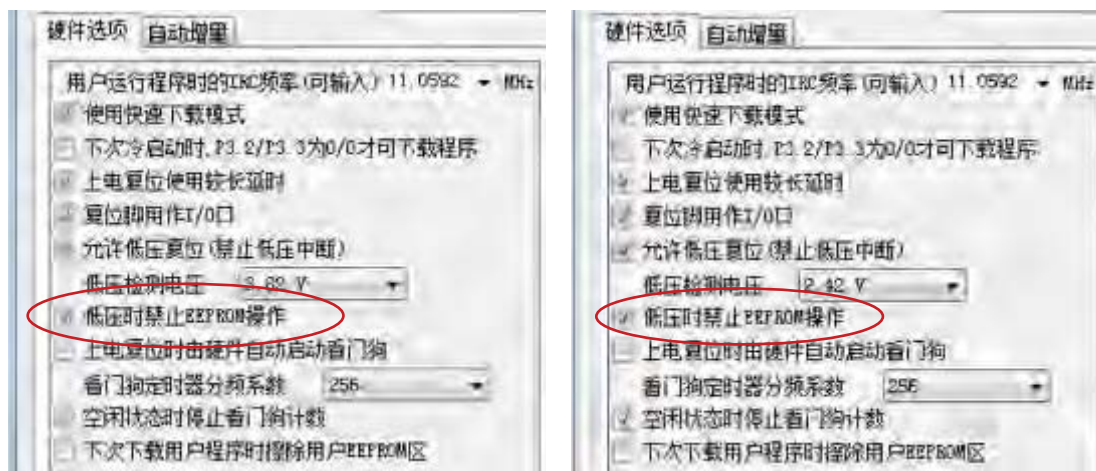 硬件选项 自动增量
用户运行程序时的IRC频率(可输入) 11.0592 MHz
使用快速下载模式
下次冷启动时,P3.2/P3.3为0/0才可下载程序
上电复位使用较长延时
复位脚用作I/O口
允许低压复位(禁止低压中断)
低压检测电压 3.82 V
低压时禁止EEPROM操作
上电复位时由硬件自动启动看门狗
看门狗定时器分频系数 256
空闲状态时停止看门狗计数
下次下载用户程序时擦除用户EEPROM区
硬件选项 自动增量
用户运行程序时的IRC频率(可输入) 11.0592 MHz
使用快速下载模式
下次冷启动时,P3.2/P3.3为0/0才可下载程序
上电复位使用较长延时
复位脚用作I/O口
允许低压复位(禁止低压中断)
低压检测电压 2.42 V
低压时禁止EEPROM操作
上电复位时由硬件自动启动看门狗
看门狗定时器分频系数 256
空闲状态时停止看门狗计数
下次下载用户程序时擦除用户EEPROM区